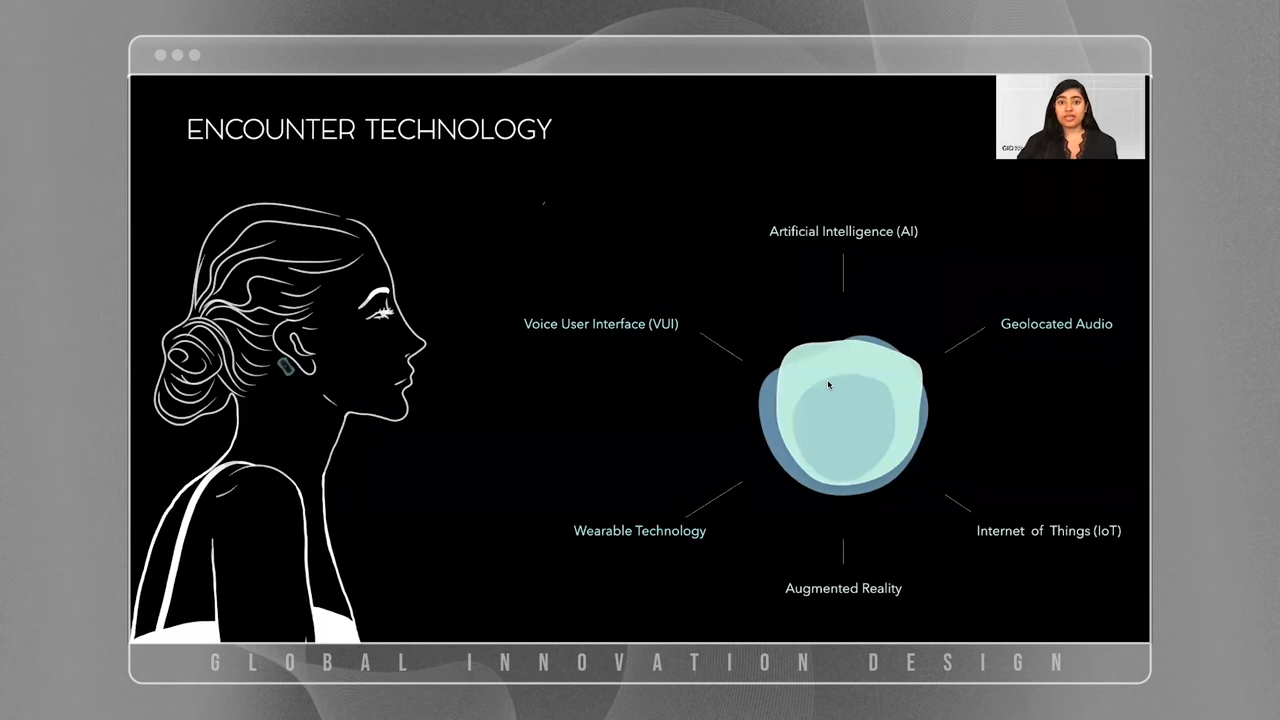 ENCOUNTER TECHNOLOGY
GID
Artificial Intelligence (AI)
Voice User Interface (VUI)
Geolocated Audio
Wearable Technology
Internet of Things (IoT)
Augmented Reality
GLOBAL INNOVATION DESIGN